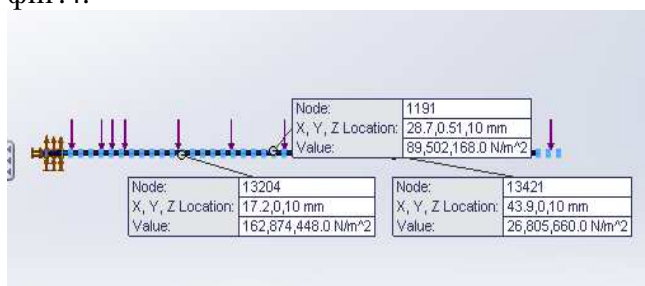 фиг.4.
Node: 1191
X, Y, Z Location: 28.7,0.51,10 mm
Value: 89,502,168.0 N/m^2
Node: 13204
X, Y, Z Location: 17.2,0,10 mm
Value: 162,874,448.0 N/m^2
Node: 13421
X, Y, Z Location: 43.9,0,10 mm
Value: 26,805,660.0 N/m^2